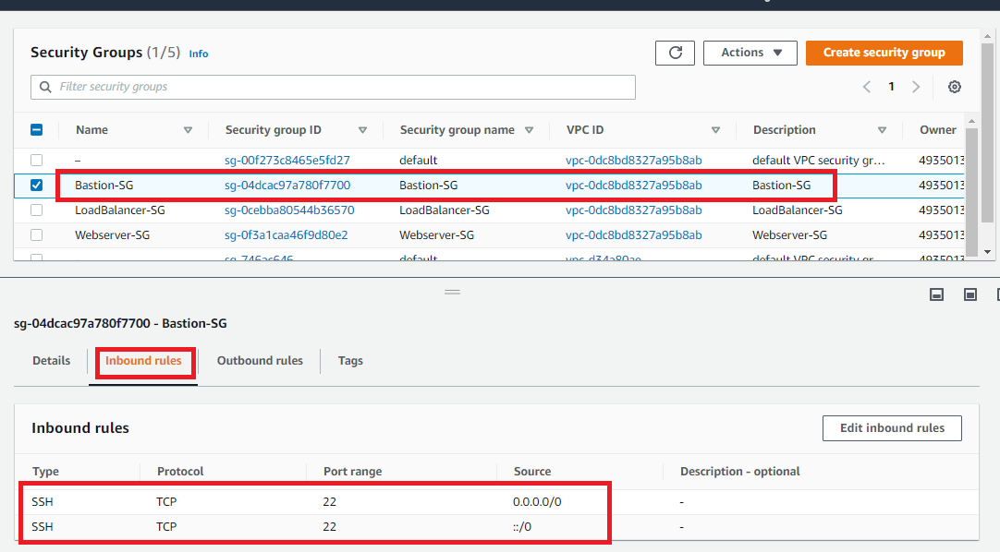 Security Groups (1/5) Info
Actions
Create security group
Filter security groups
1
Name Security group ID Security group name VPC ID Description Owner
– sg-00f273c8465e5fd27 default vpc-0dc8bd8327a95b8ab default VPC security gr... 4935013
Bastion-SG sg-04dcac97a780f7700 Bastion-SG vpc-0dc8bd8327a95b8ab Bastion-SG 4935013
LoadBalancer-SG sg-0cebba80544b36570 LoadBalancer-SG vpc-0dc8bd8327a95b8ab LoadBalancer-SG 4935013
Webserver-SG sg-0f3a1caa46f9d80e2 Webserver-SG vpc-0dc8bd8327a95b8ab Webserver-SG 4935013
– sg-746ac646 default vpc-d34a80ae default VPC security gr... 4935013
sg-04dcac97a780f7700 - Bastion-SG
Details Inbound rules Outbound rules Tags
Inbound rules
Edit inbound rules
Type Protocol Port range Source Description - optional
SSH TCP 22 0.0.0.0/0 -
SSH TCP 22 ::/0 -